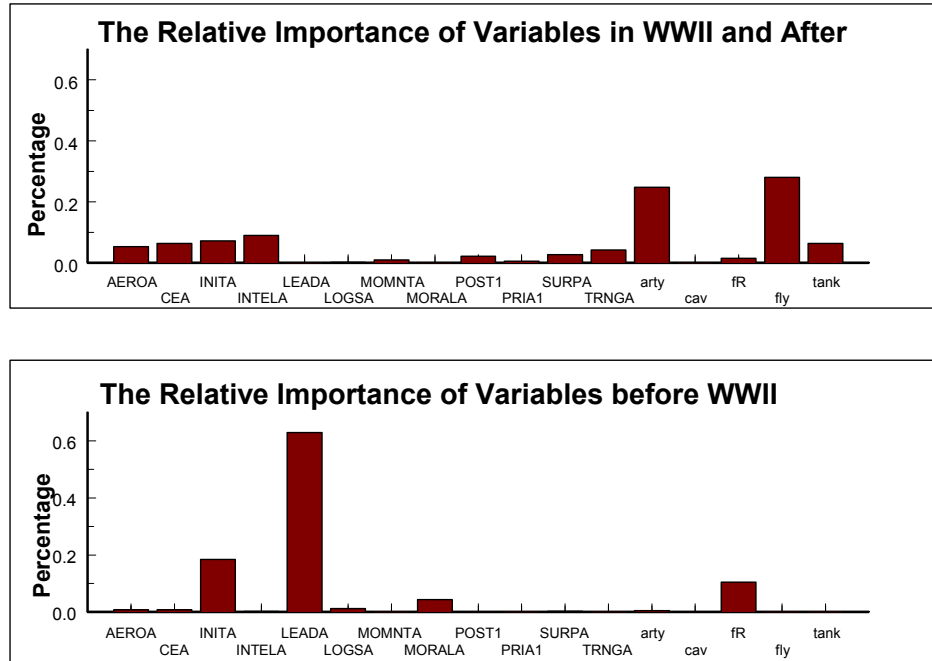 The Relative Importance of Variables in WWII and After
Percentage
0.6
0.4
0.2
0.0
AEROA INITA LEADA MOMNTA POST1 SURPA arty fR tank
CEA INTELA LOGSA MORALA PRIA1 TRNGA cav fly
The Relative Importance of Variables before WWII
Percentage
0.6
0.4
0.2
0.0
AEROA INITA LEADA MOMNTA POST1 SURPA arty fR tank
CEA INTELA LOGSA MORALA PRIA1 TRNGA cav fly